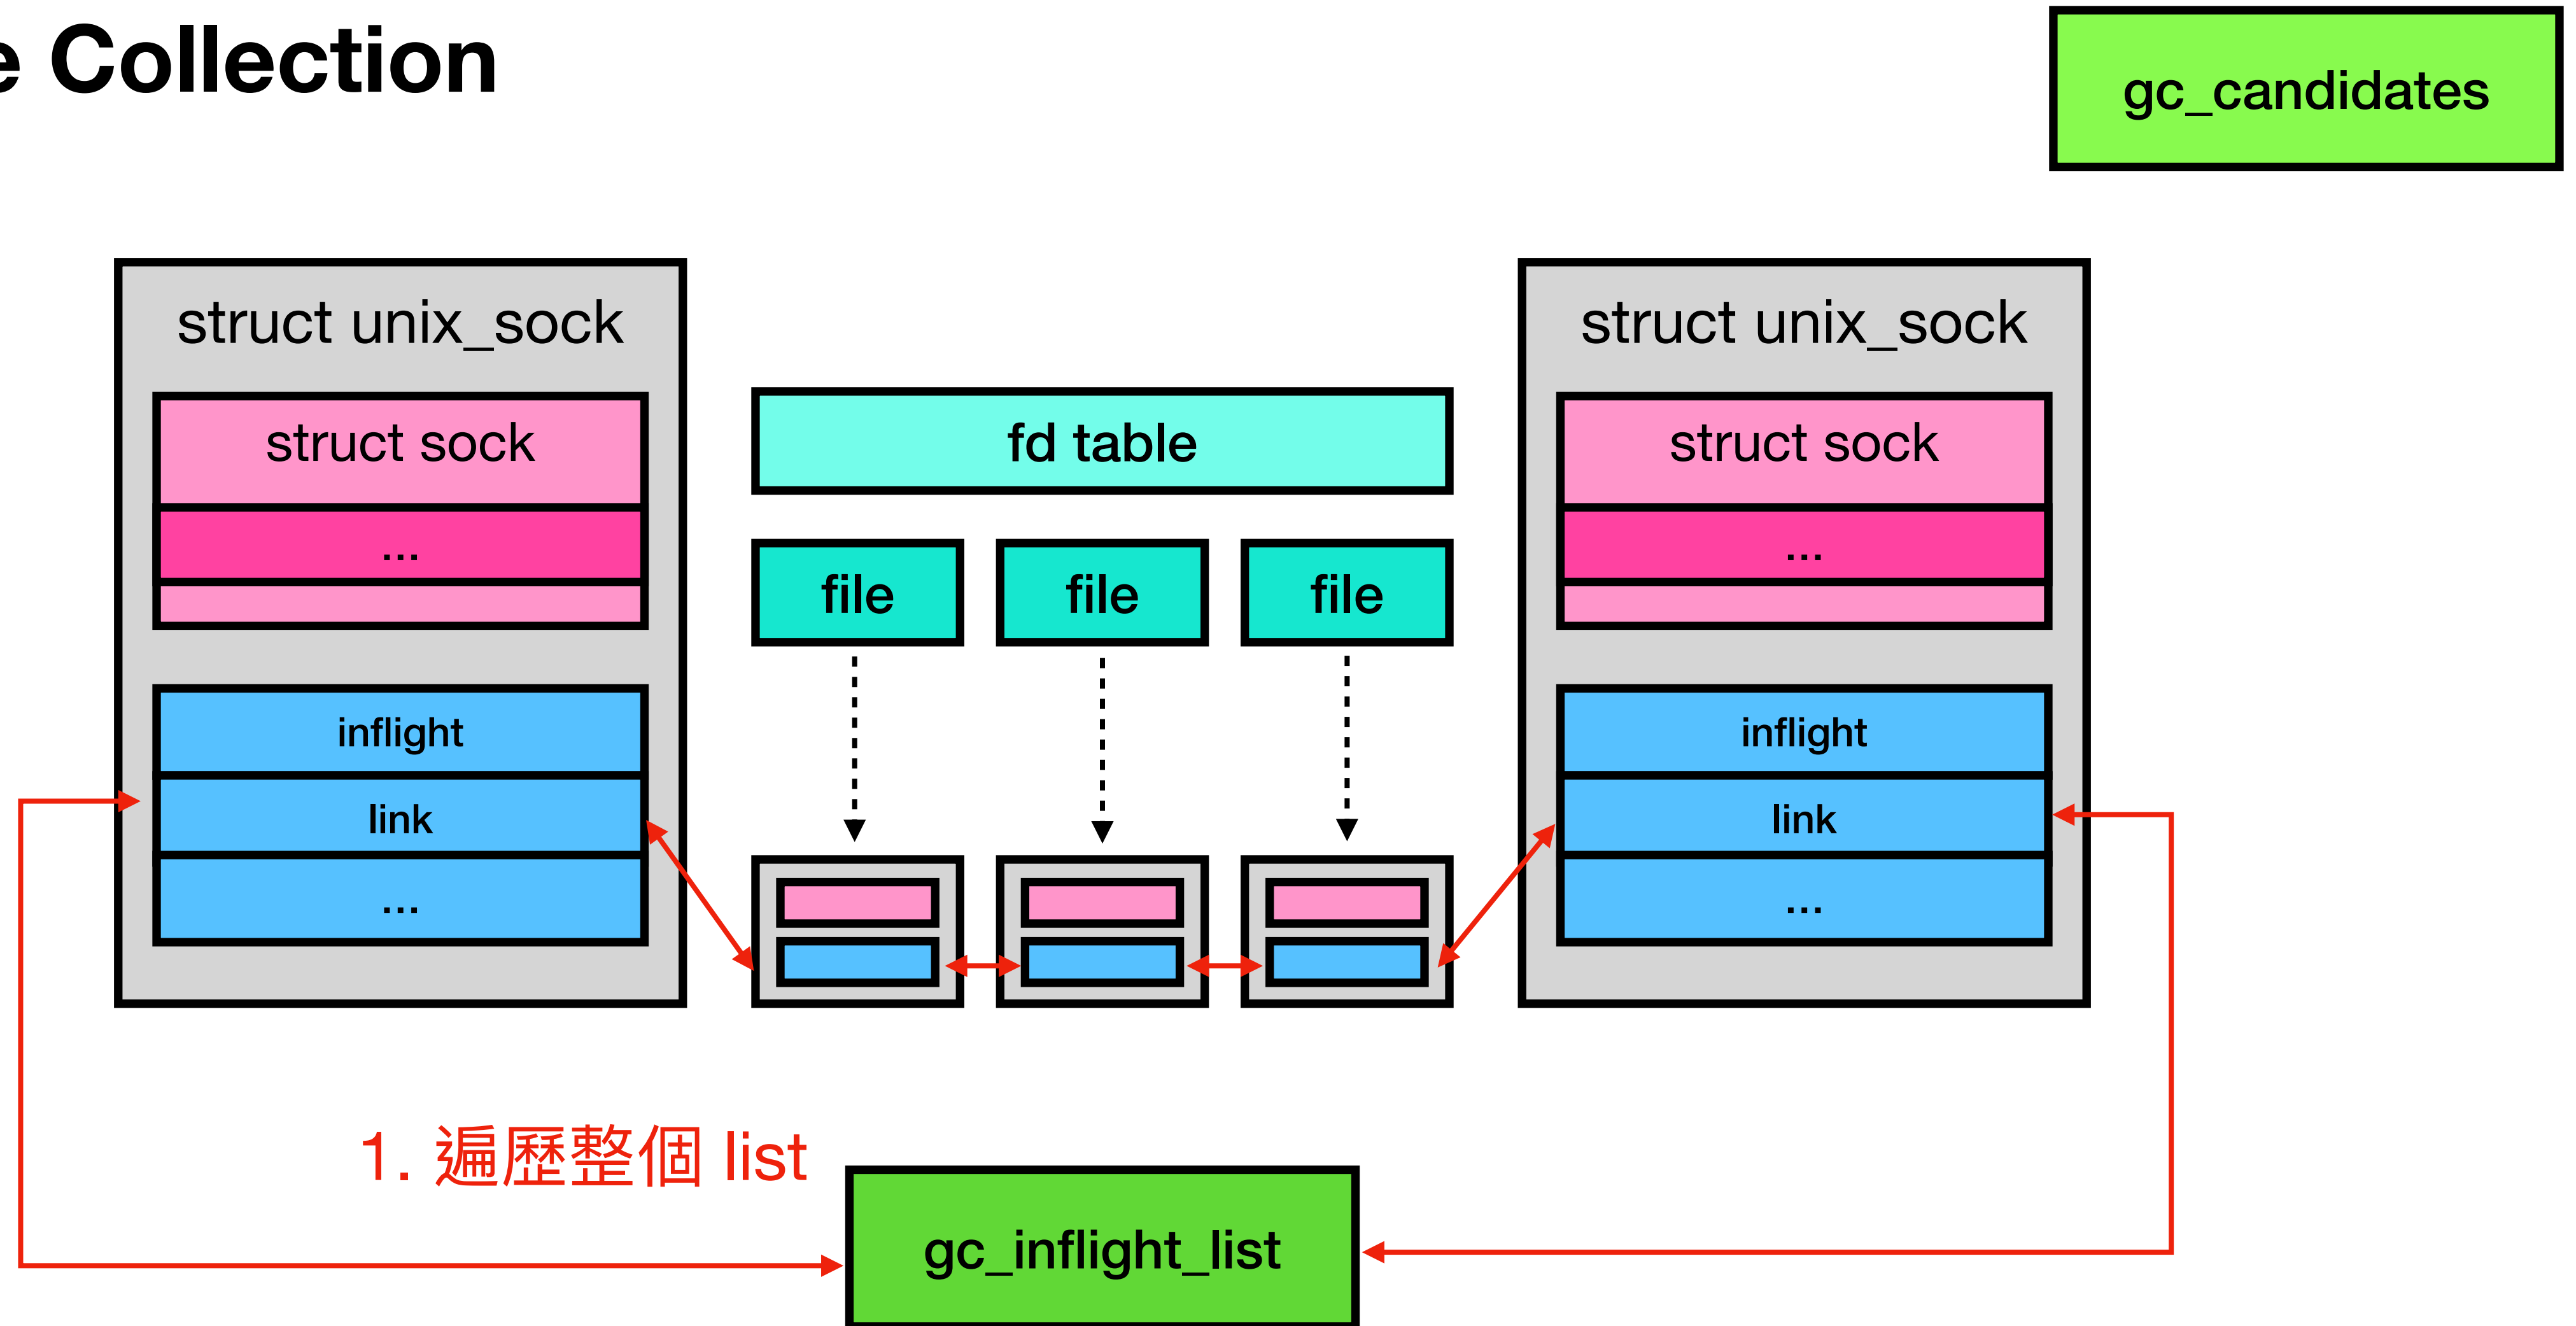 e Collection
gc_candidates
struct unix_sock
struct unix_sock
struct sock
fd table
struct sock
...
...
file
file
file
inflight
inflight
link
link
...
...
1. 遍歷整個 list
gc_inflight_list